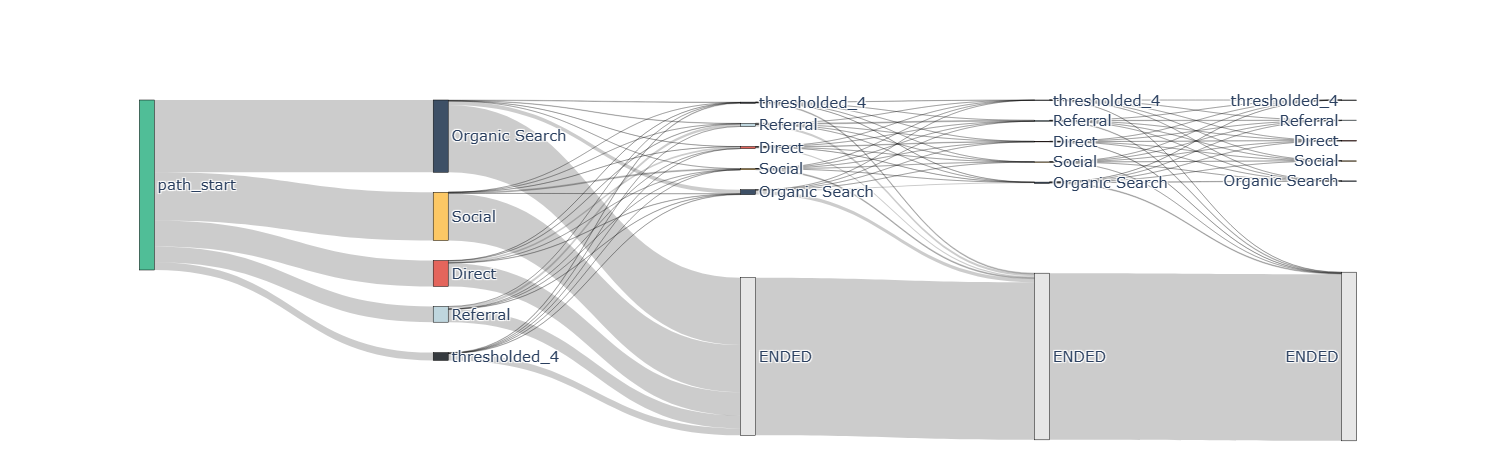 path_start
Organic Search
Social
Direct
Referral
thresholded_4
thresholded_4
Referral
Direct
Social
Organic Search
ENDED
thresholded_4
Referral
Direct
Social
Organic Search
ENDED
thresholded_4
Referral
Direct
Social
Organic Search
ENDED